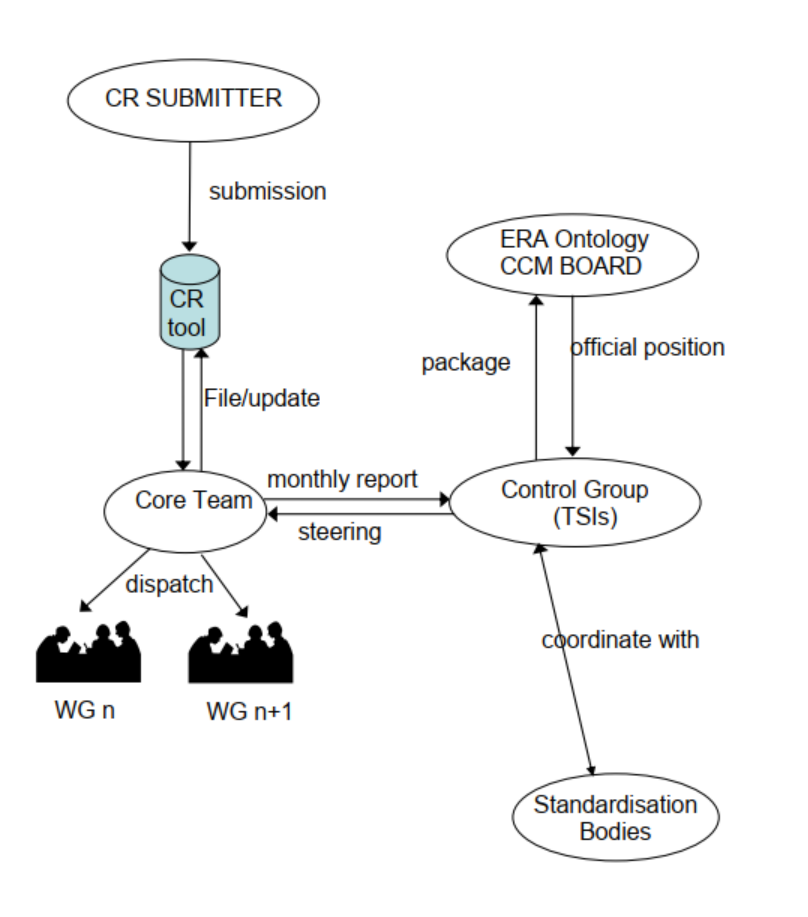 CR SUBMITTER
submission
ERA Ontology
CCM BOARD
CR
tool
package
official position
File/update
monthly report
Core Team
Control Group
(TSIs)
steering
dispatch
coordinate with
WG n
WG n+1
Standardisation
Bodies